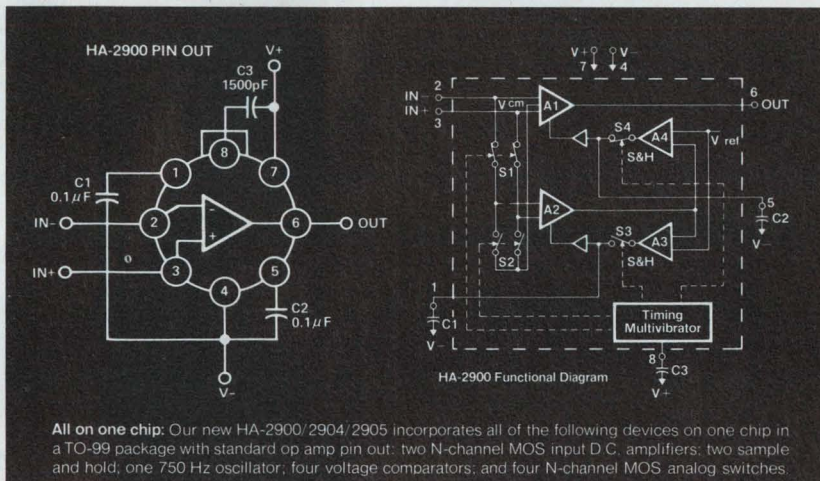 HA-2900 PIN OUT
V+
C3
1500pF
8
1
7
C1
0.1μF
IN-
2
-
+
6
OUT
IN+
3
5
4
C2
0.1μF
V-
V+ V-
7 4
2
IN-
IN+
3
Vcm
A1
6
OUT
S4
A4
V ref
S&H
S1
A2
5
C2
V-
S3
A3
S&H
S2
1
C1
V-
Timing
Multivibrator
8
C3
V+
HA-2900 Functional Diagram
All on one chip: Our new HA-2900/2904/2905 incorporates all of the following devices on one chip in
a TO-99 package with standard op amp pin out: two N-channel MOS input D.C. amplifiers; two sample
and hold; one 750 Hz oscillator; four voltage comparators; and four N-channel MOS analog switches.